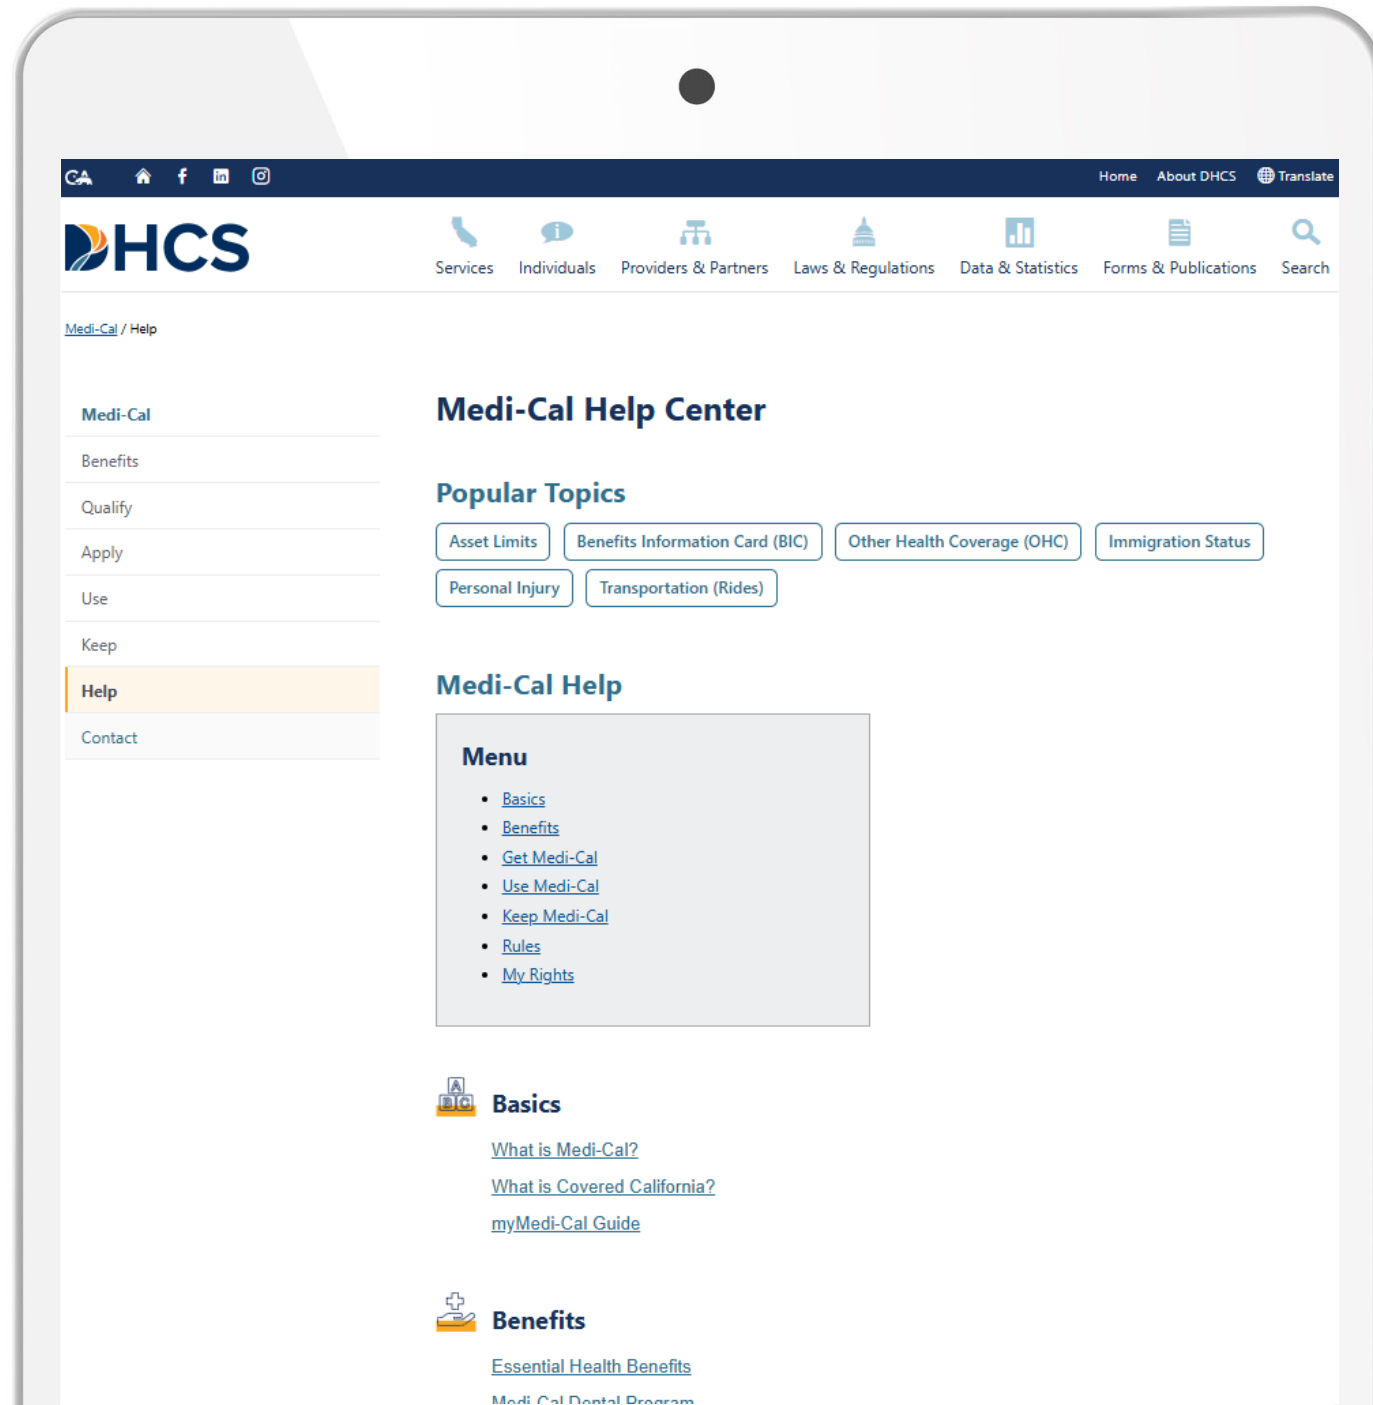 CA
Home About DHCS Translate
DHCS
Services Individuals Providers & Partners Laws & Regulations Data & Statistics Forms & Publications Search
Medi-Cal / Help
Medi-Cal
Benefits
Qualify
Apply
Use
Keep
Help
Contact
Medi-Cal Help Center
Popular Topics
Asset Limits Benefits Information Card (BIC) Other Health Coverage (OHC) Immigration Status
Personal Injury Transportation (Rides)
Medi-Cal Help
Menu
Basics
Benefits
Get Medi-Cal
Use Medi-Cal
Keep Medi-Cal
Rules
My Rights
A
B C
Basics
What is Medi-Cal?
What is Covered California?
myMedi-Cal Guide
Benefits
Essential Health Benefits
Medi-Cal Dental Program